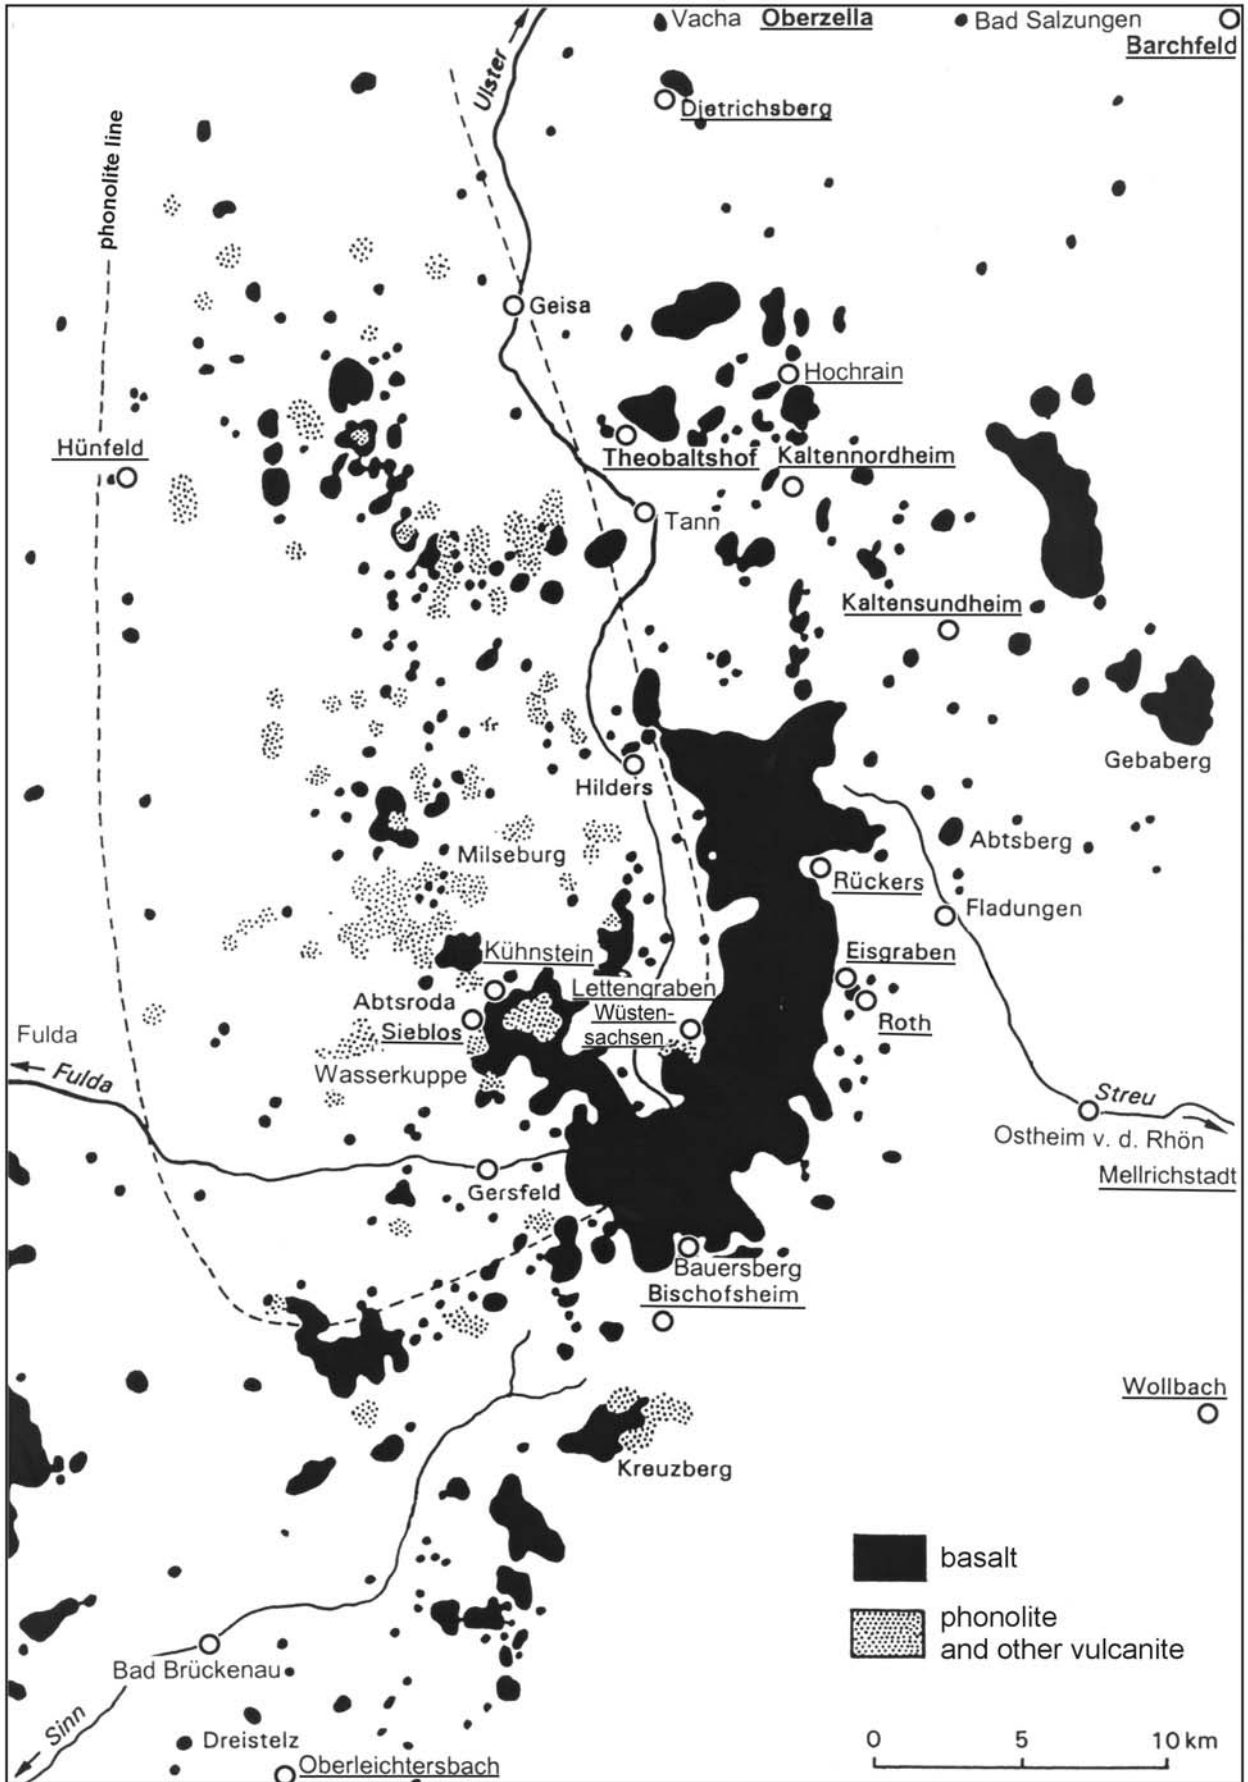 Vacha
Oberzella
Bad Salzungen
Barchfeld
Ulster
Dietrichsberg
phonolite line
Geisa
Hochrain
Hünfeld
Theobaltshof
Kaltennordheim
Tann
Kaltensundheim
Gebaberg
Hilders
Abtsberg
Milseburg
Rückers
Fladungen
Kühnstein
Eisgraben
Lettengraben
Abtsroda
Wüsten-
sachsen
Sieblos
Roth
Fulda
Fulda
Wasserkuppe
Streu
Ostheim v. d. Rhön
Mellrichstadt
Gersfeld
Bauersberg
Bischofsheim
Wollbach
Kreuzberg
basalt
phonolite
and other vulcanite
Bad Brückenau
Sinn
Dreistelz
Oberleichtersbach
0 5 10 km